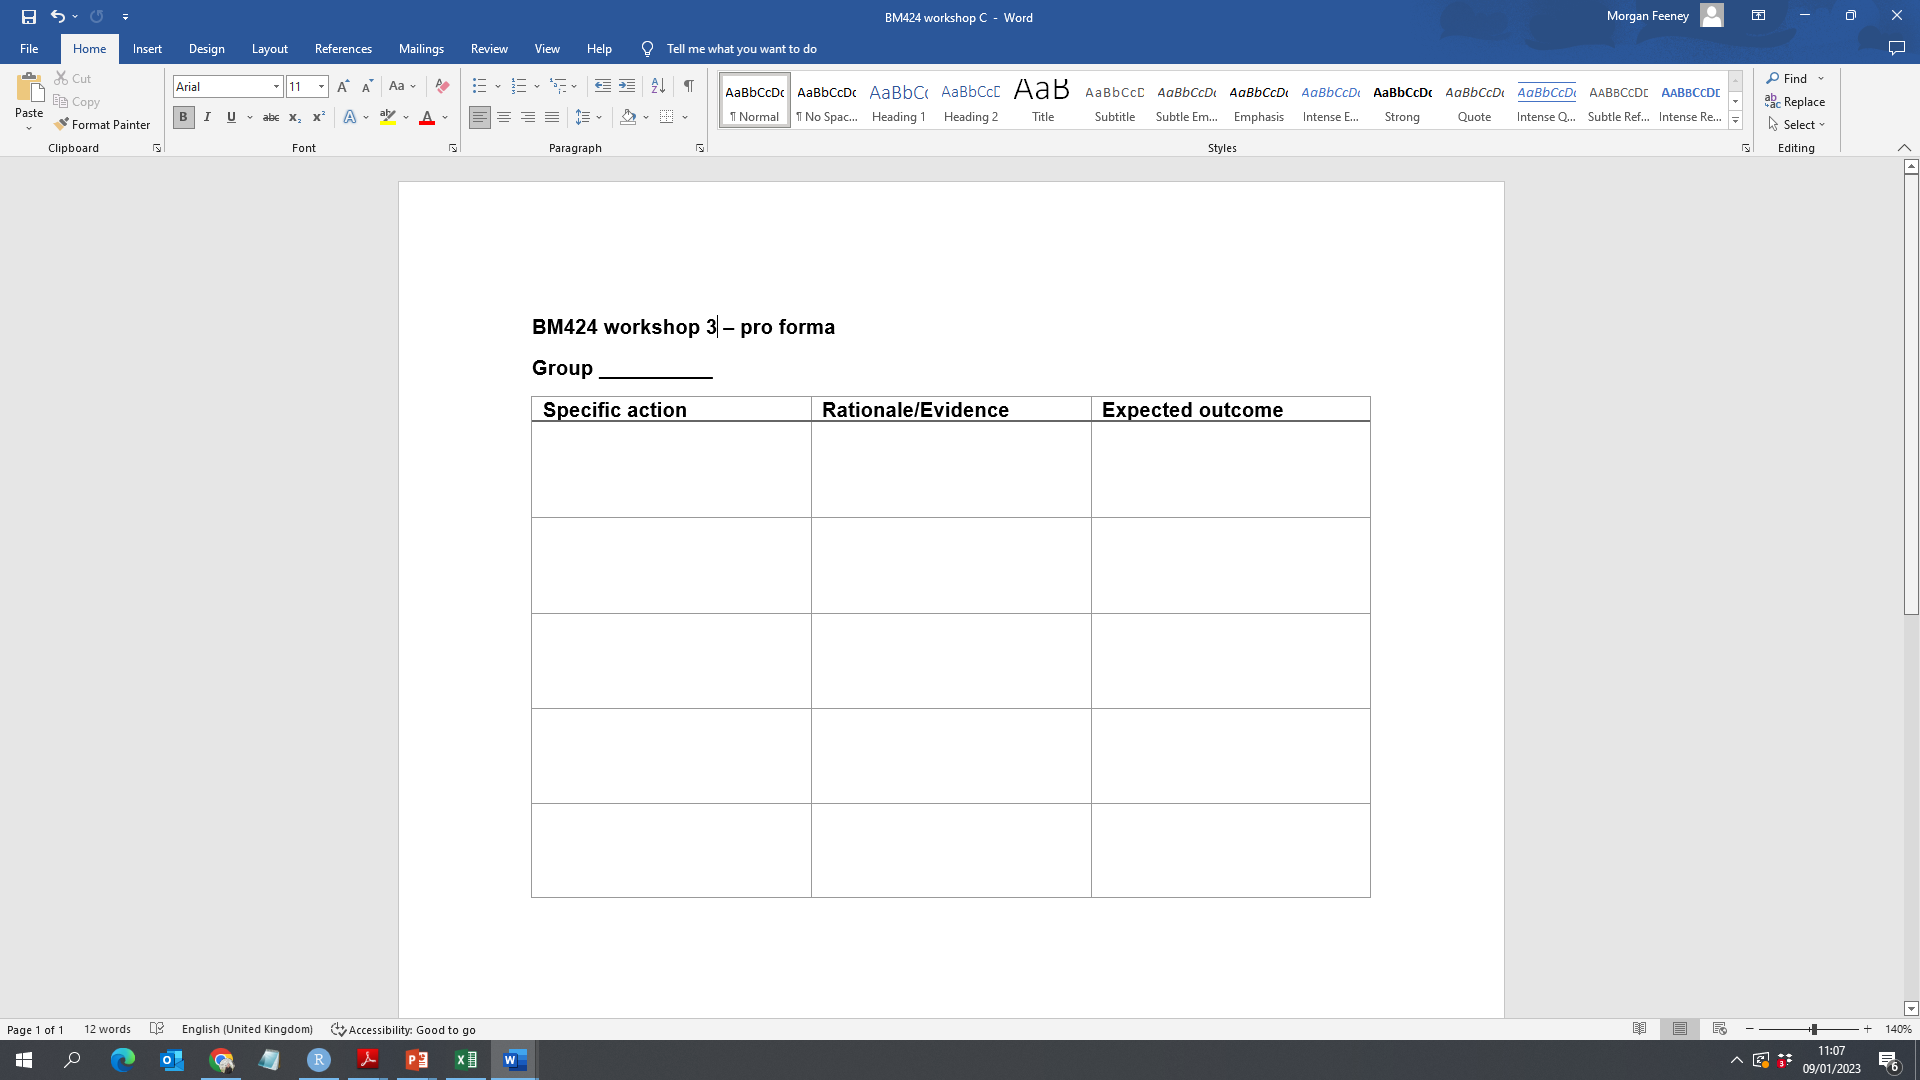 BM424 workshop C - Word
Morgan Feeney
File Home Insert Design Layout References Mailings Review View Help Tell me what you want to do
Paste
Cut
Copy
Format Painter
Clipboard
Arial 11
Font
Paragraph
AaBbCcDc AaBbCcDc AaBbCc AaBbCcD AaB AaBbCcD AaBbCcDc AaBbCcDc AaBbCcDc AaBbCcDc AaBbCcDc AaBbCcDc AaBbCcDc AaBbCcDc
¶ Normal ¶ No Spac... Heading 1 Heading 2 Title Subtitle Subtle Em... Emphasis Intense E... Strong Quote Intense Q... Subtle Ref... Intense Re...
Styles
Find
Replace
Select
Editing
BM424 workshop 3 – pro forma
Group __________
Specific action Rationale/Evidence Expected outcome
Page 1 of 1 12 words English (United Kingdom) Accessibility: Good to go
140%
11:07
09/01/2023
6